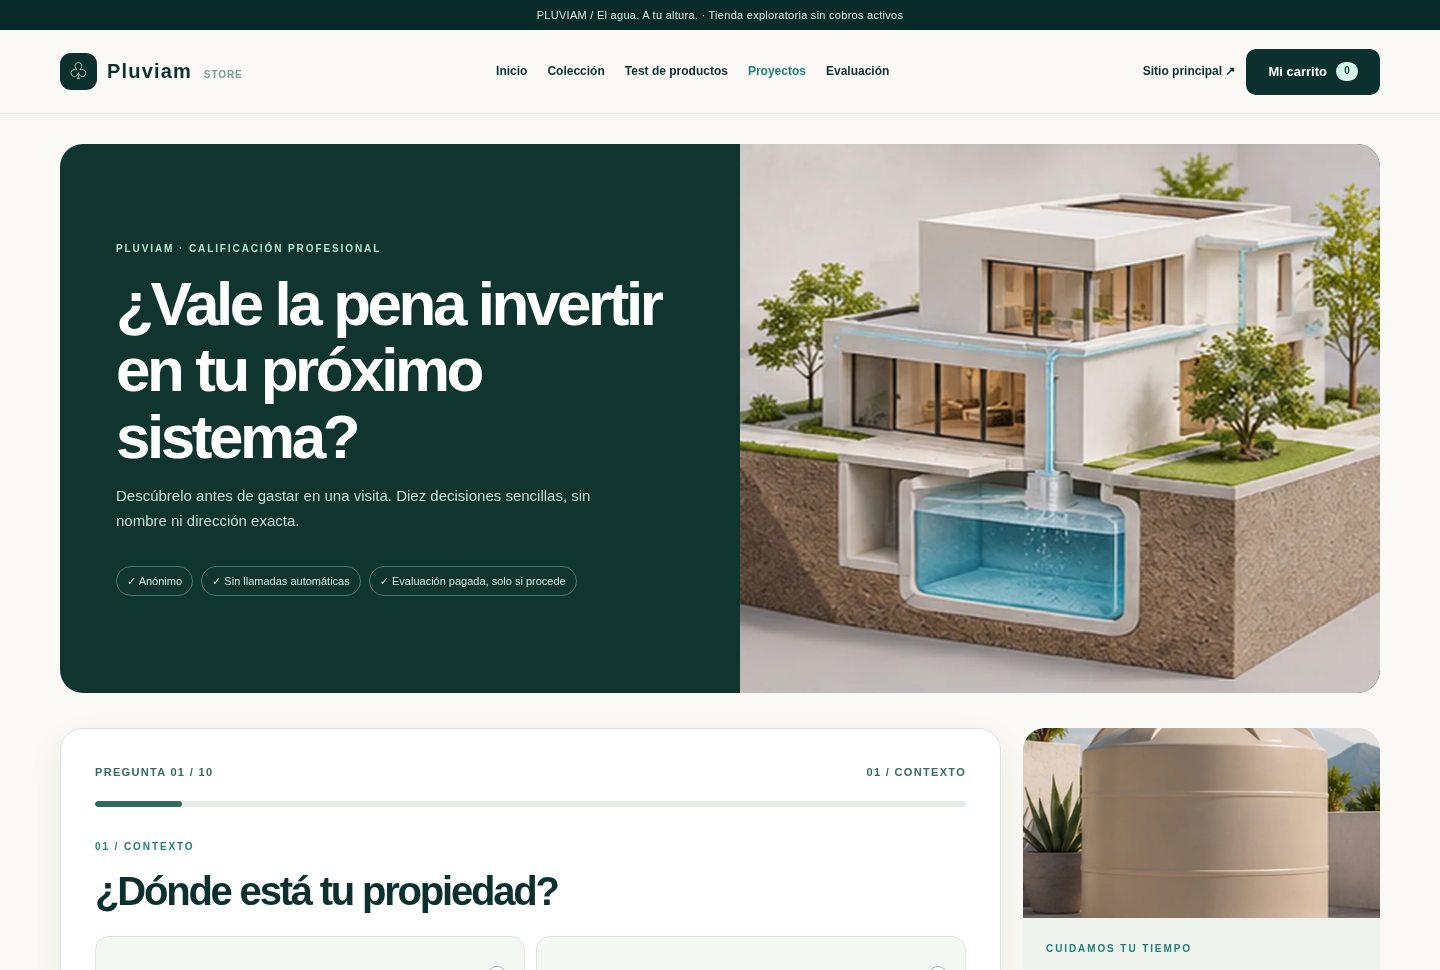 PLUVIAM / El agua. A tu altura. · Tienda exploratoria sin cobros activos
Pluviam STORE
Inicio Colección Test de productos Proyectos Evaluación
Sitio principal ↗ Mi carrito 0
PLUVIAM · CALIFICACIÓN PROFESIONAL
¿Vale la pena invertir
en tu próximo
sistema?
Descúbrelo antes de gastar en una visita. Diez decisiones sencillas, sin
nombre ni dirección exacta.
✓ Anónimo ✓ Sin llamadas automáticas ✓ Evaluación pagada, solo si procede
PREGUNTA 01 / 10 01 / CONTEXTO
01 / CONTEXTO
¿Dónde está tu propiedad?
CUIDAMOS TU TIEMPO